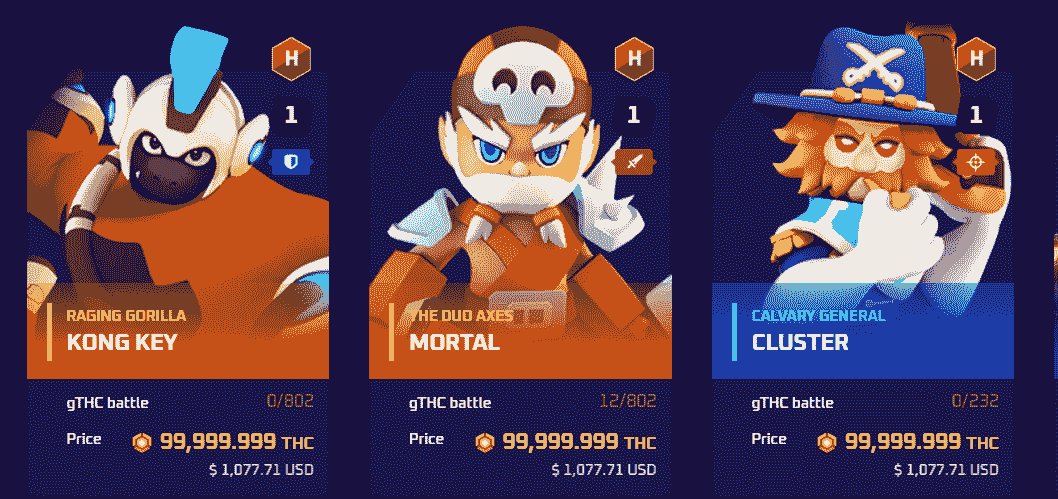 H
1
RAGING GORILLA
KONG KEY
gTHC battle 0/802
Price 99,999.999 THC
$ 1,077.71 USD
H
1
THE DUO AXES
MORTAL
gTHC battle 12/802
Price 99,999.999 THC
$ 1,077.71 USD
H
1
CALVARY GENERAL
CLUSTER
gTHC battle 0/232
Price 99,999.999 THC
$ 1,077.71 USD